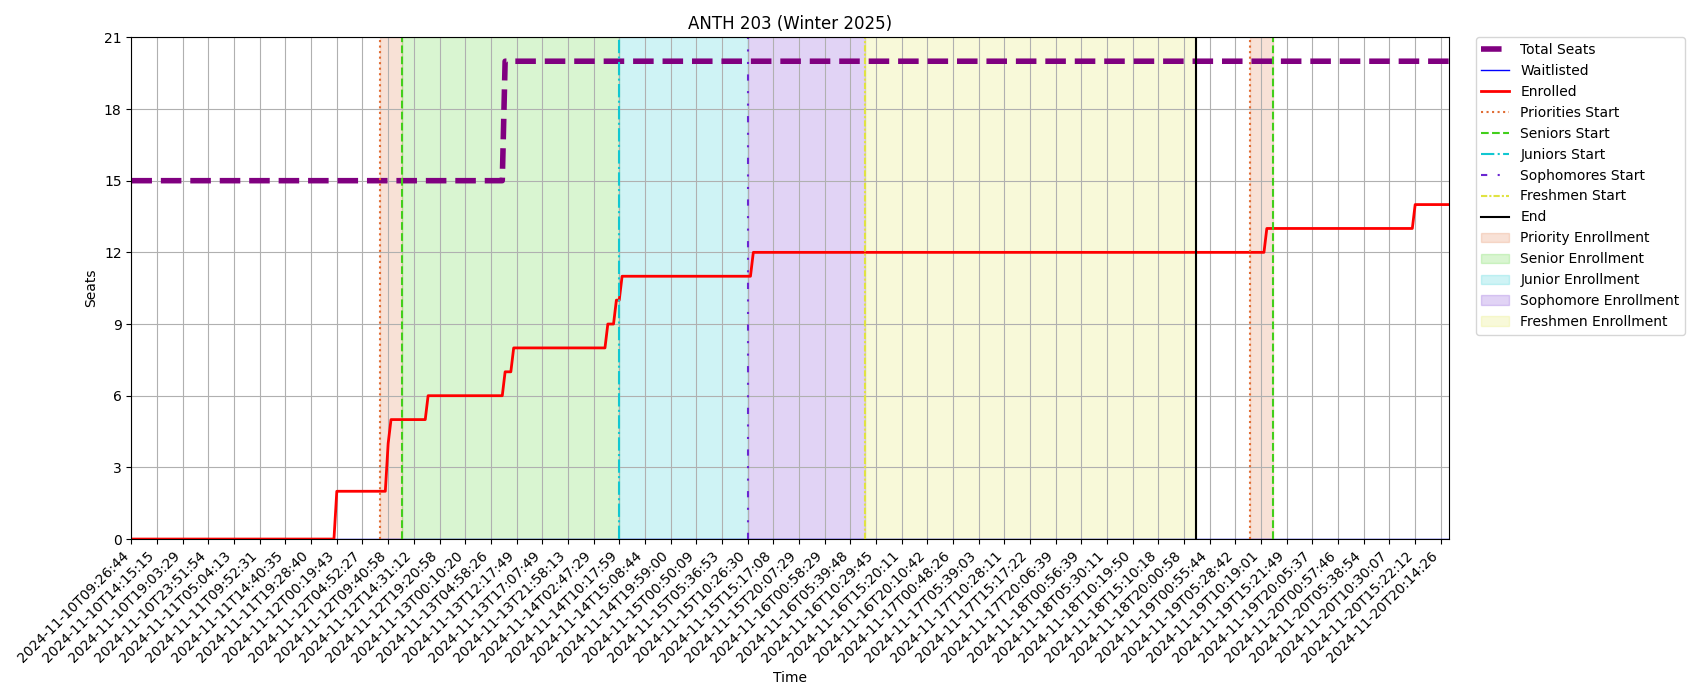 ANTH 203 (Winter 2025)
21
18
15
12
9
6
3
0
Seats
2024-11-10T09:26:44
2024-11-10T14:15:15
2024-11-10T19:03:29
2024-11-10T23:51:54
2024-11-11T05:04:13
2024-11-11T09:52:31
2024-11-11T14:40:35
2024-11-11T19:28:40
2024-11-12T00:19:43
2024-11-12T04:52:27
2024-11-12T09:40:58
2024-11-12T14:31:12
2024-11-12T19:20:58
2024-11-13T00:10:20
2024-11-13T04:58:26
2024-11-13T12:17:49
2024-11-13T17:07:49
2024-11-13T21:58:13
2024-11-14T02:47:29
2024-11-14T10:17:59
2024-11-14T15:08:44
2024-11-14T19:59:00
2024-11-15T00:50:09
2024-11-15T05:36:53
2024-11-15T10:26:30
2024-11-15T15:17:08
2024-11-15T20:07:29
2024-11-16T00:58:29
2024-11-16T05:39:48
2024-11-16T10:29:45
2024-11-16T15:20:11
2024-11-16T20:10:42
2024-11-17T00:48:26
2024-11-17T05:39:03
2024-11-17T10:28:11
2024-11-17T15:17:22
2024-11-17T20:06:39
2024-11-18T00:56:39
2024-11-18T05:30:11
2024-11-18T10:19:50
2024-11-18T15:10:18
2024-11-18T20:00:58
2024-11-19T00:55:44
2024-11-19T05:28:42
2024-11-19T10:19:01
2024-11-19T15:21:49
2024-11-19T20:05:37
2024-11-20T00:57:46
2024-11-20T05:38:54
2024-11-20T10:30:07
2024-11-20T15:22:12
2024-11-20T20:14:26
Time
Total Seats
Waitlisted
Enrolled
Priorities Start
Seniors Start
Juniors Start
Sophomores Start
Freshmen Start
End
Priority Enrollment
Senior Enrollment
Junior Enrollment
Sophomore Enrollment
Freshmen Enrollment